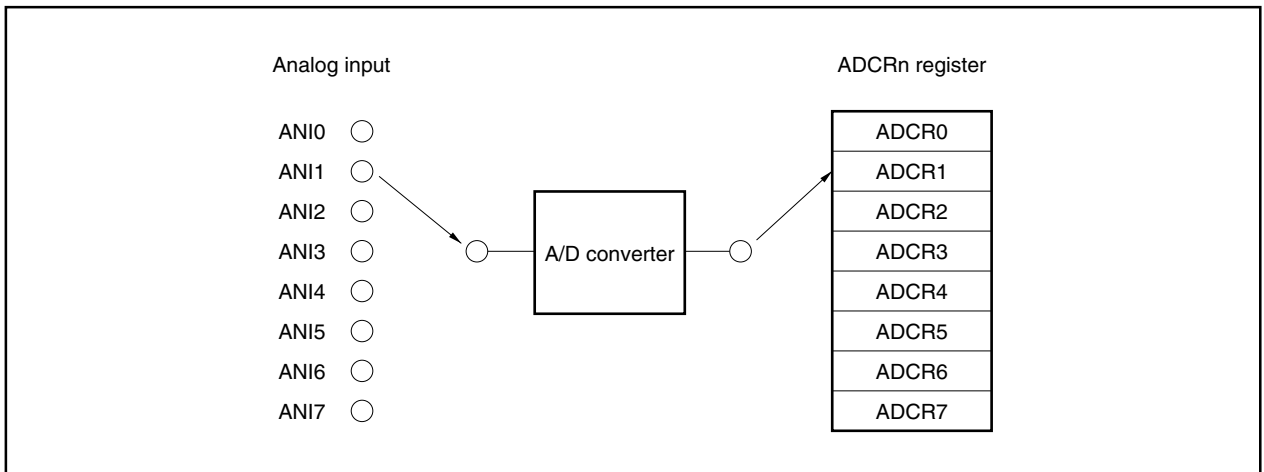 Analog input
ADCRn register
ANI0
ANI1
ANI2
ANI3
ANI4
ANI5
ANI6
ANI7
A/D converter
ADCR0
ADCR1
ADCR2
ADCR3
ADCR4
ADCR5
ADCR6
ADCR7